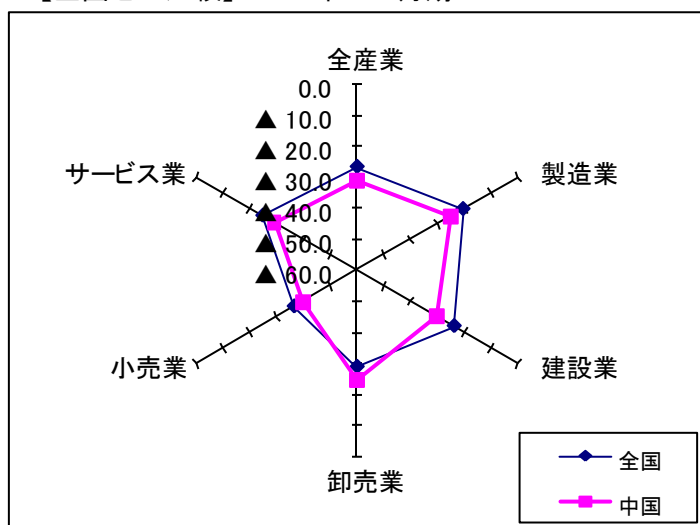 全産業
0.0
▲ 10.0
▲ 20.0
▲ 30.0
▲ 40.0
▲ 50.0
▲ 60.0
サービス業
製造業
小売業
建設業
卸売業
全国
中国